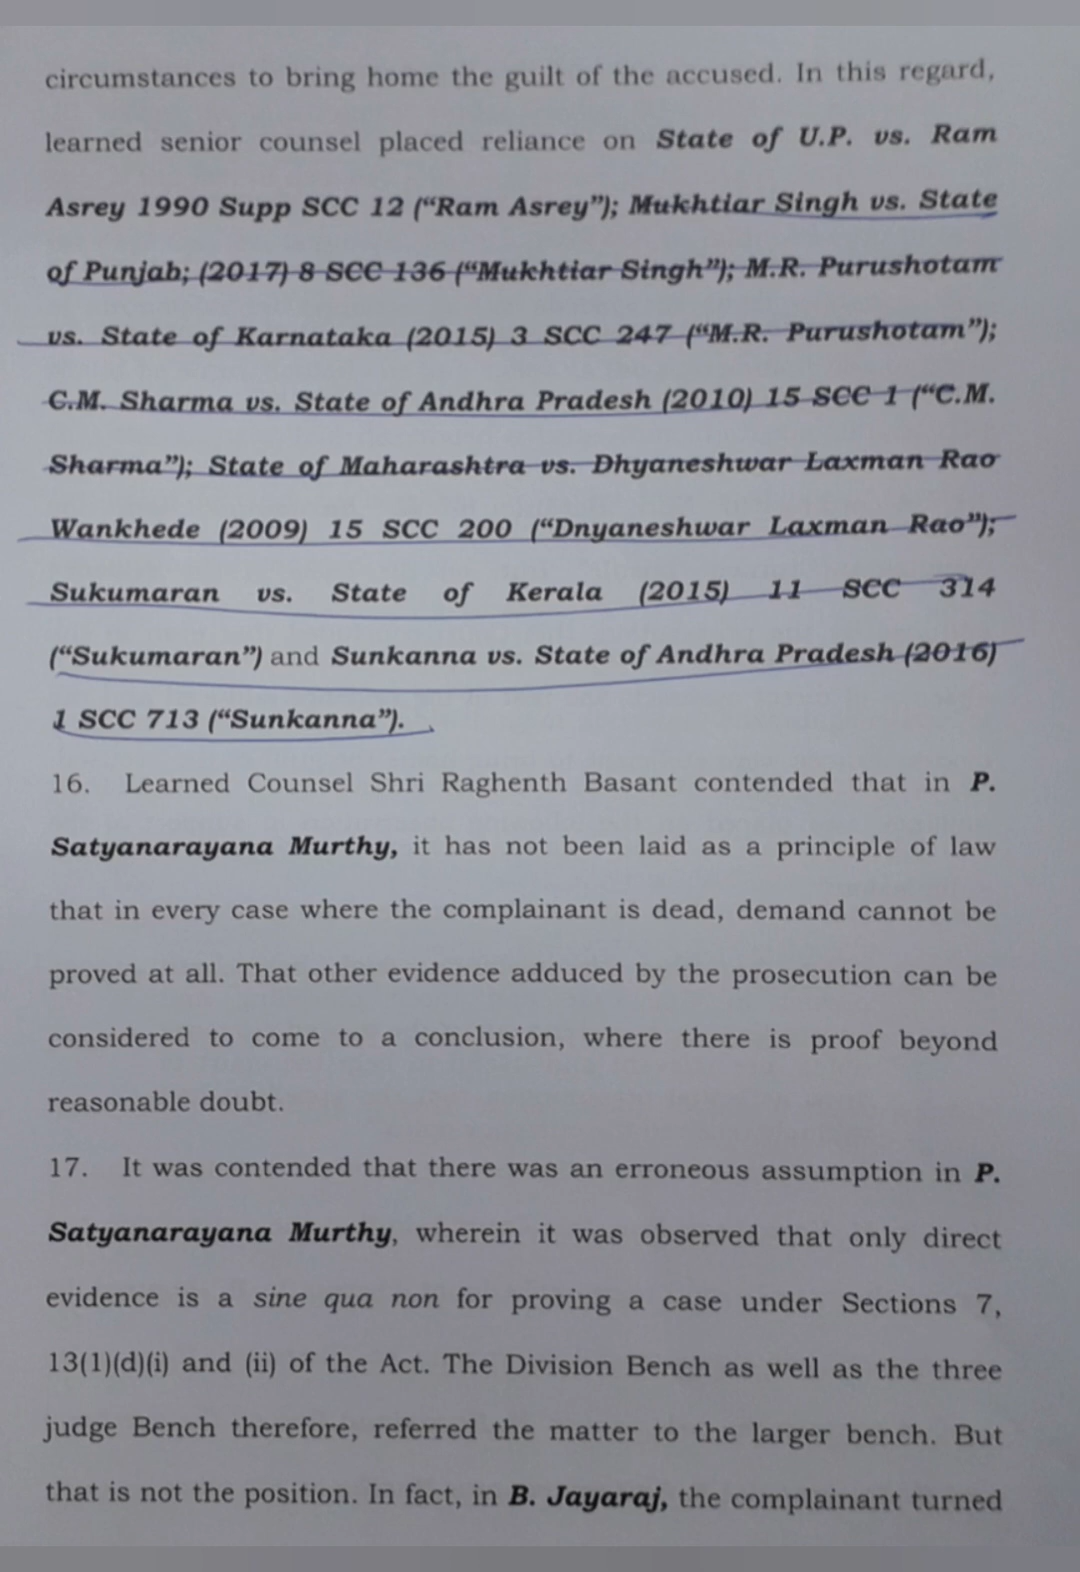 circumstances to bring home the guilt of the accused. In this regard,
learned senior counsel placed reliance on State of U.P. vs. Ram
Asrey 1990 Supp SCC 12 (“Ram Asrey”); Mukhtiar Singh vs. State
of Punjab; (2017) 8 SCC 136 (“Mukhtiar Singh”); M.R. Purushotam
vs. State of Karnataka (2015) 3 SCC 247 (“M.R. Purushotam”);
C.M. Sharma vs. State of Andhra Pradesh (2010) 15 SCC 1 (“C.M.
Sharma”); State of Maharashtra vs. Dhyaneshwar Laxman Rao
Wankhede (2009) 15 SCC 200 (“Dnyaneshwar Laxman Rao”);
Sukumaran vs. State of Kerala (2015) 11 SCC 314
(“Sukumaran”) and Sunkanna vs. State of Andhra Pradesh (2016)
1 SCC 713 (“Sunkanna”).
16. Learned Counsel Shri Raghenth Basant contended that in P.
Satyanarayana Murthy, it has not been laid as a principle of law
that in every case where the complainant is dead, demand cannot be
proved at all. That other evidence adduced by the prosecution can be
considered to come to a conclusion, where there is proof beyond
reasonable doubt.
17. It was contended that there was an erroneous assumption in P.
Satyanarayana Murthy, wherein it was observed that only direct
evidence is a sine qua non for proving a case under Sections 7,
13(1)(d)(i) and (ii) of the Act. The Division Bench as well as the three
judge Bench therefore, referred the matter to the larger bench. But
that is not the position. In fact, in B. Jayaraj, the complainant turned